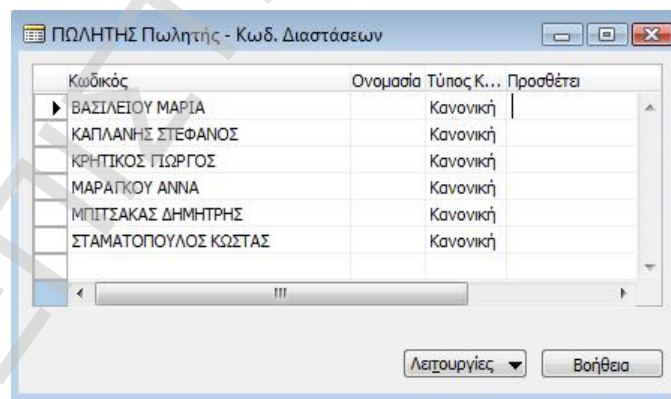 ΠΩΛΗΤΗΣ Πωλητής - Κωδ. Διαστάσεων
Κωδικός Ονομασία Τύπος Κ... Προσθέτει
ΒΑΣΙΛΕΙΟΥ ΜΑΡΙΑ Κανονική
ΚΑΠΛΑΝΗΣ ΣΤΕΦΑΝΟΣ Κανονική
ΚΡΗΤΙΚΟΣ ΓΙΩΡΓΟΣ Κανονική
ΜΑΡΑΓΚΟΥ ΑΝΝΑ Κανονική
ΜΠΙΤΣΑΚΑΣ ΔΗΜΗΤΡΗΣ Κανονική
ΣΤΑΜΑΤΟΠΟΥΛΟΣ ΚΩΣΤΑΣ Κανονική
Λειτουργίες Βοήθεια